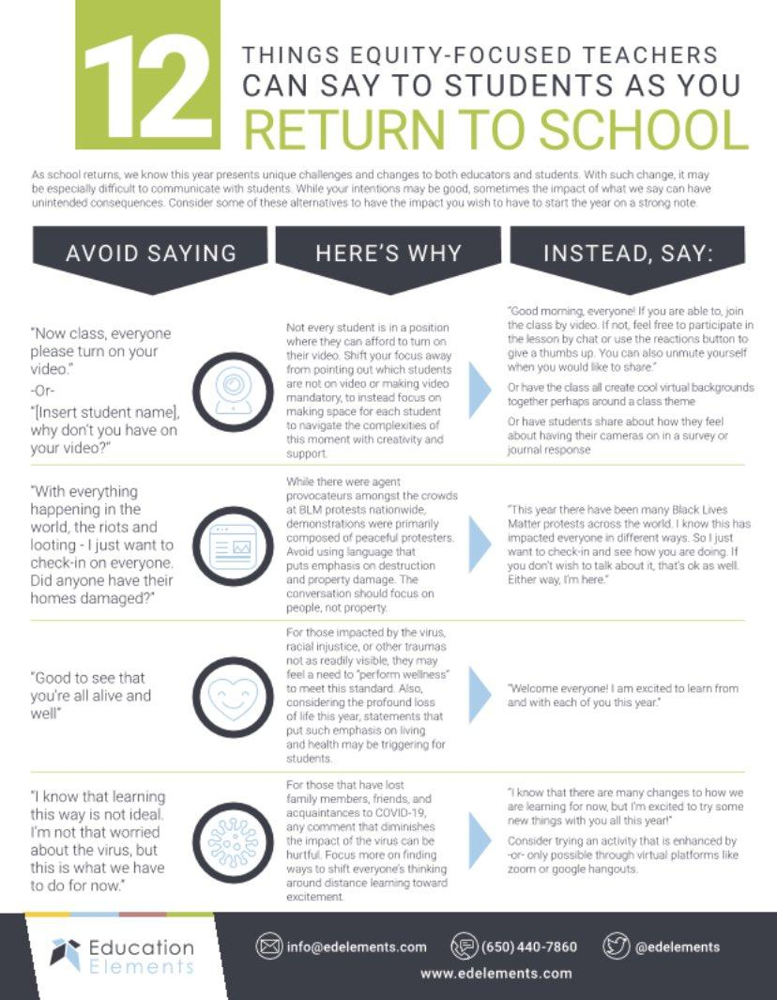 12
THINGS EQUITY-FOCUSED TEACHERS
CAN SAY TO STUDENTS AS YOU
RETURN TO SCHOOL
As school returns, we know this year presents unique challenges and changes to both educators and students. With such change, it may
be especially difficult to communicate with students. While your intentions may be good, sometimes the impact of what we say can have
unintended consequences. Consider some of these alternatives to have the impact you wish to have to start the year on a strong note.
AVOID SAYING
HERE'S WHY
INSTEAD, SAY:
"Now class, everyone
please turn on your
video."
-Or-
"[Insert student name],
why don't you have on
your video?"
Not every student is in a position
where they can afford to turn on
their video. Shift your focus away
from pointing out which students
are not on video or making video
mandatory, to instead focus on
making space for each student
to navigate the complexities of
this moment with creativity and
support.
"Good morning, everyone! If you are able to, join
the class by video. If not, feel free to participate in
the lesson by chat or use the reactions button to
give a thumbs up. You can also unmute yourself
when you would like to share."
Or have the class all create cool virtual backgrounds
together perhaps around a class theme
Or have students share about how they feel
about having their cameras on in a survey or
journal response
"With everything
happening in the
world, the riots and
looting - I just want to
check-in on everyone.
Did anyone have their
homes damaged?"
While there were agent
provocateurs amongst the crowds
at BLM protests nationwide,
demonstrations were primarily
composed of peaceful protesters.
Avoid using language that
puts emphasis on destruction
and property damage. The
conversation should focus on
people, not property.
"This year there have been many Black Lives
Matter protests across the world. I know this has
impacted everyone in different ways. So I just
want to check-in and see how you are doing. If
you don't wish to talk about it, that's ok as well.
Either way, I'm here."
"Good to see that
you're all alive and
well"
For those impacted by the virus,
racial injustice, or other traumas
not as readily visible, they may
feel a need to "perform wellness"
to meet this standard. Also,
considering the profound loss
of life this year, statements that
put such emphasis on living
and health may be triggering for
students.
"Welcome everyone! I am excited to learn from
and with each of you this year."
"I know that learning
this way is not ideal.
I'm not that worried
about the virus, but
this is what we have
to do for now."
For those that have lost
family members, friends, and
acquaintances to COVID-19,
any comment that diminishes
the impact of the virus can be
hurtful. Focus more on finding
ways to shift everyone's thinking
around distance learning toward
excitement.
"I know that there are many changes to how we
are learning for now, but I'm excited to try some
new things with you all this year!"
Consider trying an activity that is enhanced by
-or- only possible through virtual platforms like
zoom or google hangouts.
Education
Elements
info@edelements.com
(650) 440-7860
@edelements
www.edelements.com